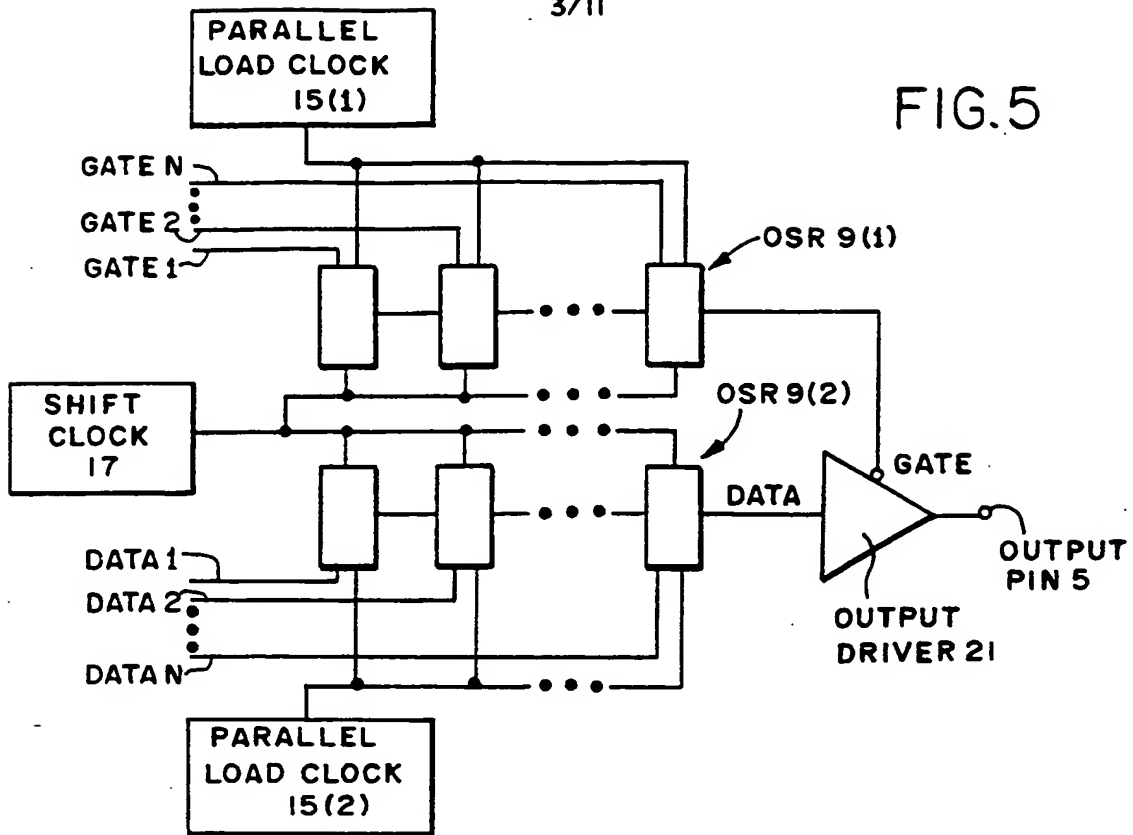 3/11
PARALLEL
LOAD CLOCK
15(1)
FIG.5
GATE N
GATE 2
GATE 1
OSR 9(1)
SHIFT
CLOCK
17
OSR 9(2)
GATE
DATA
DATA 1
DATA 2
DATA N
OUTPUT
PIN 5
OUTPUT
DRIVER 21
PARALLEL
LOAD CLOCK
15(2)